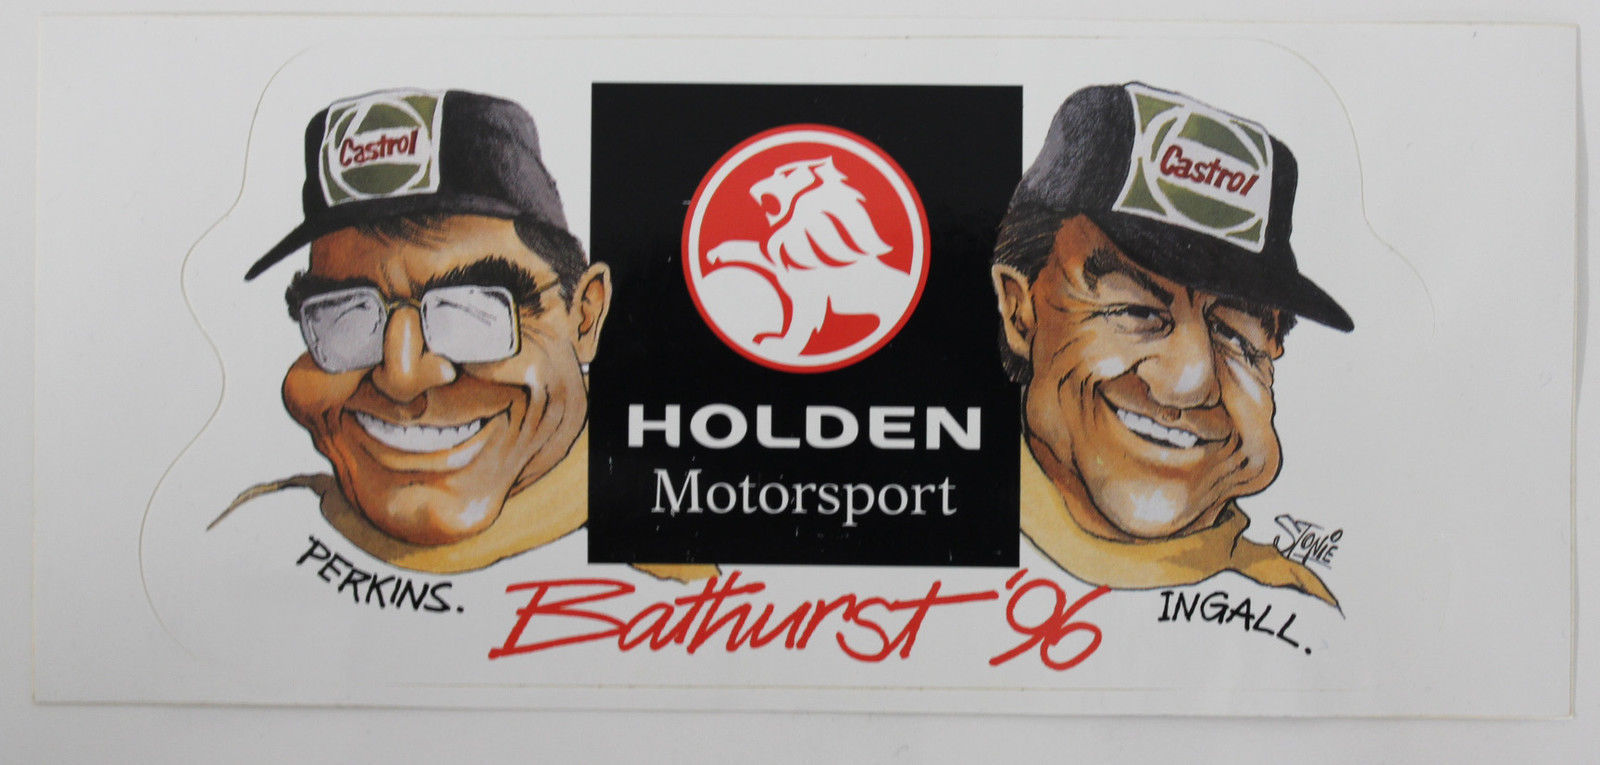 Castrol
Castrol
HOLDEN
Motorsport
PERKINS.
STONIE
INGALL.
Bathurst '96